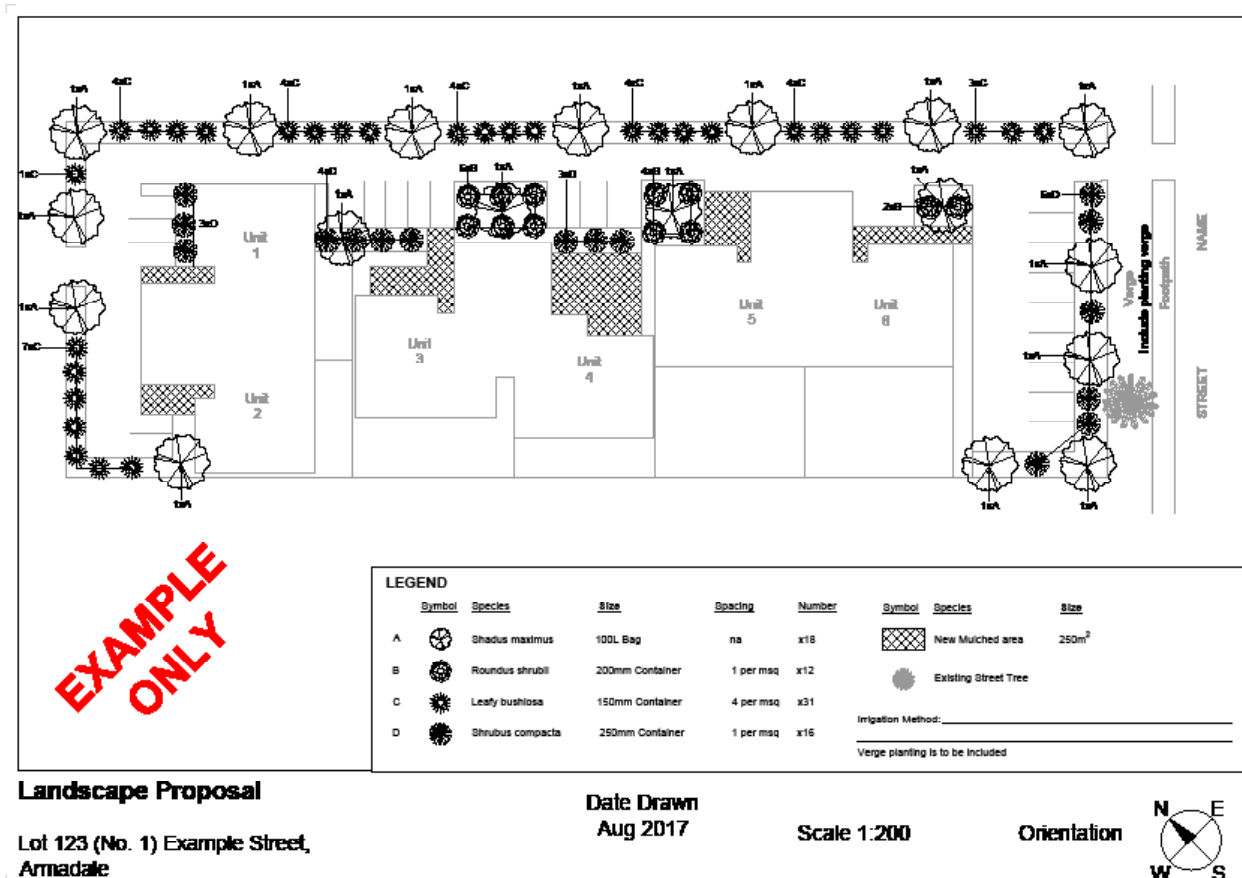 1xA 4xC 1xA 4xC 1xA 4xC 1xA 4xC 1xA 4xC 1xA 3xC 1xA
1xC
1xA
3xD
4xD
1xA
6xB
1xA
3xD
4xB 1xA
1xA
2xB
6xD
1xA
1xA
1xA
7xC
1xA
1xA
1xA
1xA
Unit
1
Unit
2
Unit
3
Unit
4
Unit
5
Unit
6
Verge
Include planting verge
Footpath
NAME
STREET
EXAMPLE
ONLY
LEGEND
Symbol Species Size Spacing Number Symbol Species Size
A Shadus maximus 100L Bag na x18 New Mulched area 250m²
B Roundus shrubii 200mm Container 1 per msq x12 Existing Street Tree
C Leafy bushiosa 150mm Container 4 per msq x31
D Shrubus compacta 250mm Container 1 per msq x16
Irrigation Method:
Verge planting is to be included
Landscape Proposal
Lot 123 (No. 1) Example Street,
Armadale
Date Drawn
Aug 2017
Scale 1:200
Orientation
N E
W S